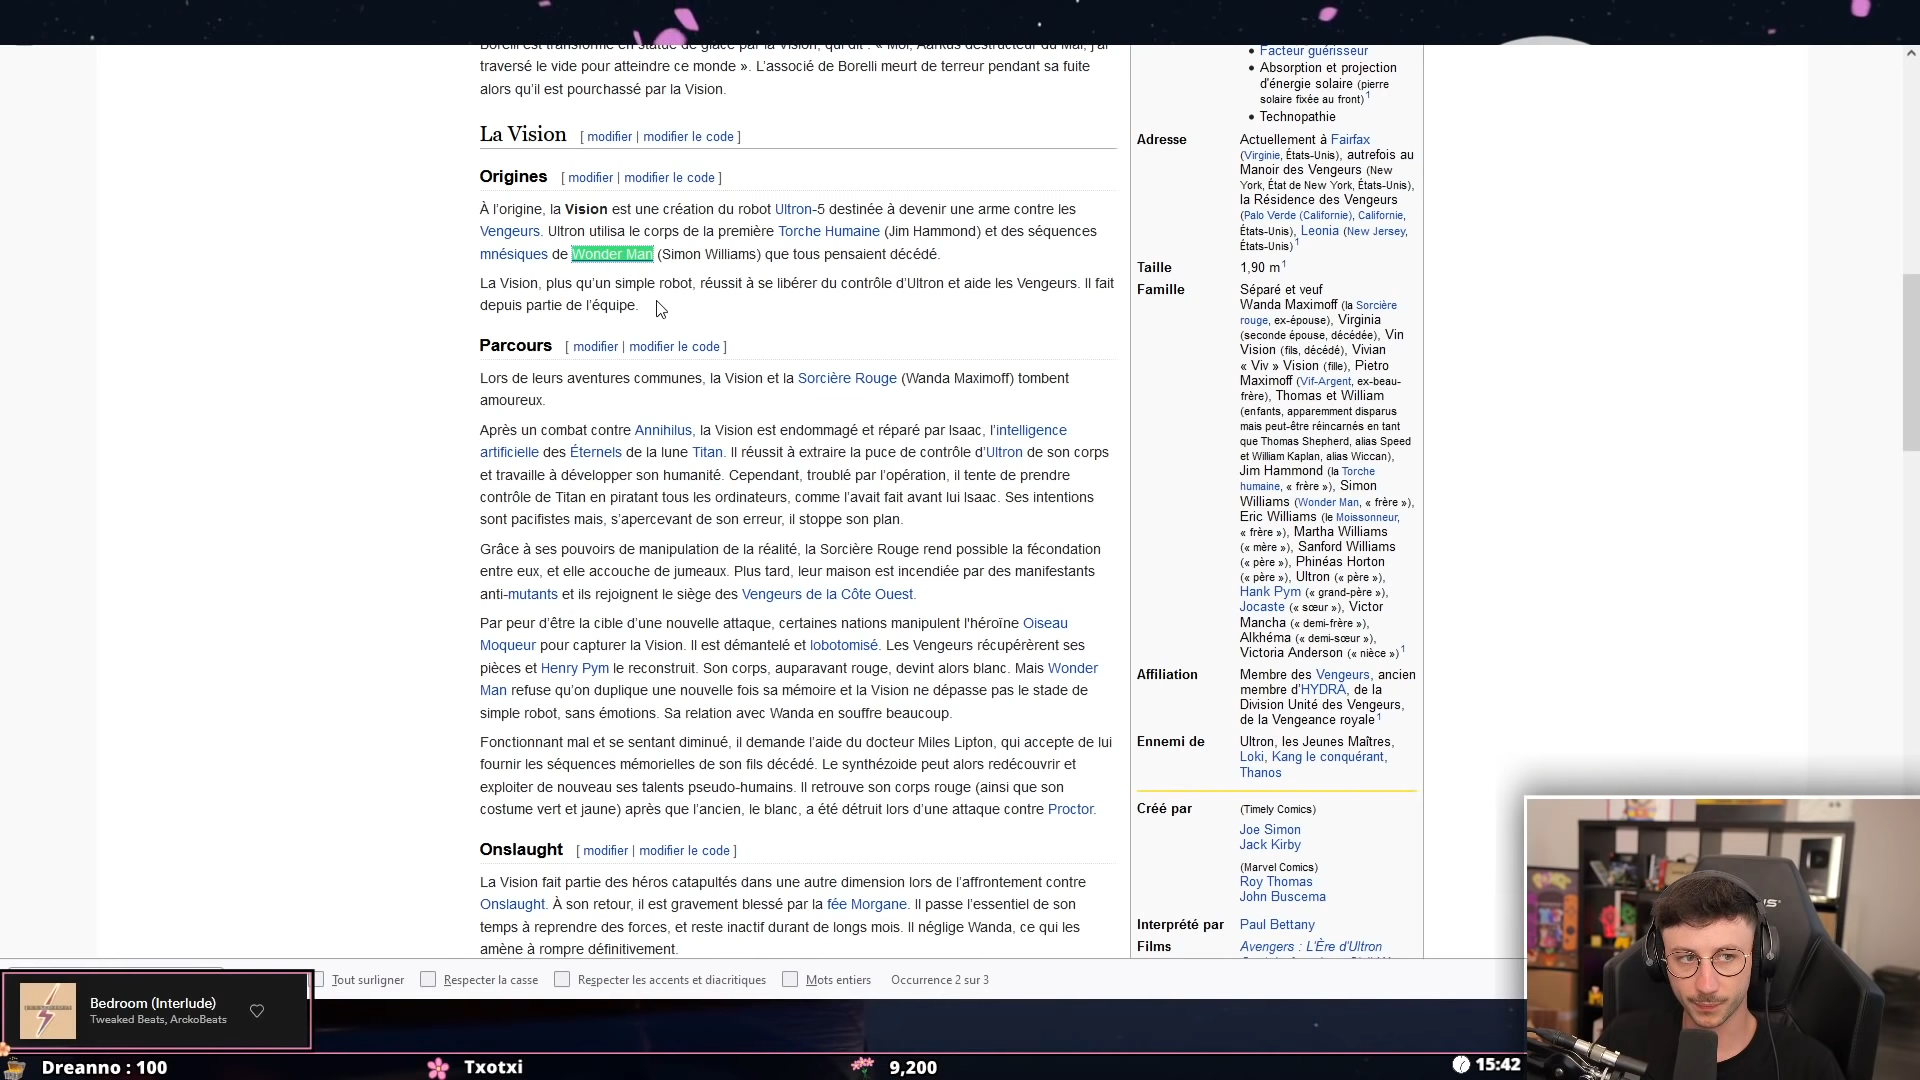 Borelli est transformé en statue de glace par la Vision, qui dit : « Moi, Aarkus destructeur du Mal, j'ai
traversé le vide pour atteindre ce monde ». L'associé de Borelli meurt de terreur pendant sa fuite
alors qu'il est pourchassé par la Vision.
La Vision [ modifier | modifier le code ]
Origines [ modifier | modifier le code ]
À l'origine, la Vision est une création du robot Ultron-5 destinée à devenir une arme contre les
Vengeurs. Ultron utilisa le corps de la première Torche Humaine (Jim Hammond) et des séquences
mnésiques de Wonder Man (Simon Williams) que tous pensaient décédé.
La Vision, plus qu'un simple robot, réussit à se libérer du contrôle d'Ultron et aide les Vengeurs. Il fait
depuis partie de l'équipe.
Parcours [ modifier | modifier le code ]
Lors de leurs aventures communes, la Vision et la Sorcière Rouge (Wanda Maximoff) tombent
amoureux.
Après un combat contre Annihilus, la Vision est endommagé et réparé par Isaac, l'intelligence
artificielle des Éternels de la lune Titan. Il réussit à extraire la puce de contrôle d'Ultron de son corps
et travaille à développer son humanité. Cependant, troublé par l'opération, il tente de prendre
contrôle de Titan en piratant tous les ordinateurs, comme l'avait fait avant lui Isaac. Ses intentions
sont pacifistes mais, s'apercevant de son erreur, il stoppe son plan.
Grâce à ses pouvoirs de manipulation de la réalité, la Sorcière Rouge rend possible la fécondation
entre eux, et elle accouche de jumeaux. Plus tard, leur maison est incendiée par des manifestants
anti-mutants et ils rejoignent le siège des Vengeurs de la Côte Ouest.
Par peur d'être la cible d'une nouvelle attaque, certaines nations manipulent l'héroïne Oiseau
Moqueur pour capturer la Vision. Il est démantelé et lobotomisé. Les Vengeurs récupérèrent ses
pièces et Henry Pym le reconstruit. Son corps, auparavant rouge, devint alors blanc. Mais Wonder
Man refuse qu'on duplique une nouvelle fois sa mémoire et la Vision ne dépasse pas le stade de
simple robot, sans émotions. Sa relation avec Wanda en souffre beaucoup.
Fonctionnant mal et se sentant diminué, il demande l'aide du docteur Miles Lipton, qui accepte de lui
fournir les séquences mémorielles de son fils décédé. Le synthézoide peut alors redécouvrir et
exploiter de nouveau ses talents pseudo-humains. Il retrouve son corps rouge (ainsi que son
costume vert et jaune) après que l'ancien, le blanc, a été détruit lors d'une attaque contre Proctor.
Onslaught [ modifier | modifier le code ]
La Vision fait partie des héros catapultés dans une autre dimension lors de l'affrontement contre
Onslaught. À son retour, il est gravement blessé par la fée Morgane. Il passe l'essentiel de son
temps à reprendre des forces, et reste inactif durant de longs mois. Il néglige Wanda, ce qui les
amène à rompre définitivement.
• Facteur guérisseur
• Absorption et projection
d'énergie solaire (pierre
solaire fixée au front)1
• Technopathie
Adresse Actuellement à Fairfax
(Virginie, États-Unis), autrefois au
Manoir des Vengeurs (New
York, État de New York, États-Unis),
la Résidence des Vengeurs
(Palo Verde (Californie), Californie,
États-Unis), Leonia (New Jersey,
États-Unis)1
Taille 1,90 m1
Famille Séparé et veuf
Wanda Maximoff (la Sorcière
rouge, ex-épouse), Virginia
(seconde épouse, décédée), Vin
Vision (fils, décédé), Vivian
« Viv » Vision (fille), Pietro
Maximoff (Vif-Argent, ex-beau-
frère), Thomas et William
(enfants, apparemment disparus
mais peut-être réincarnés en tant
que Thomas Shepherd, alias Speed
et William Kaplan, alias Wiccan),
Jim Hammond (la Torche
humaine, « frère »), Simon
Williams (Wonder Man, « frère »),
Eric Williams (le Moissonneur,
« frère »), Martha Williams
(« mère »), Sanford Williams
(« père »), Phinéas Horton
(« père »), Ultron (« père »),
Hank Pym (« grand-père »),
Jocaste (« sœur »), Victor
Mancha (« demi-frère »),
Alkhéma (« demi-sœur »),
Victoria Anderson (« nièce »)1
Affiliation Membre des Vengeurs, ancien
membre d'HYDRA, de la
Division Unité des Vengeurs,
de la Vengeance royale1
Ennemi de Ultron, les Jeunes Maîtres,
Loki, Kang le conquérant,
Thanos
Créé par (Timely Comics)
Joe Simon
Jack Kirby
(Marvel Comics)
Roy Thomas
John Buscema
Interprété par Paul Bettany
Films Avengers : L'Ère d'Ultron
Tout surligner Respecter la casse Respecter les accents et diacritiques Mots entiers Occurrence 2 sur 3
Bedroom (Interlude)
Tweaked Beats, ArckoBeats
Dreanno : 100 Txotxi 9,200 15:42